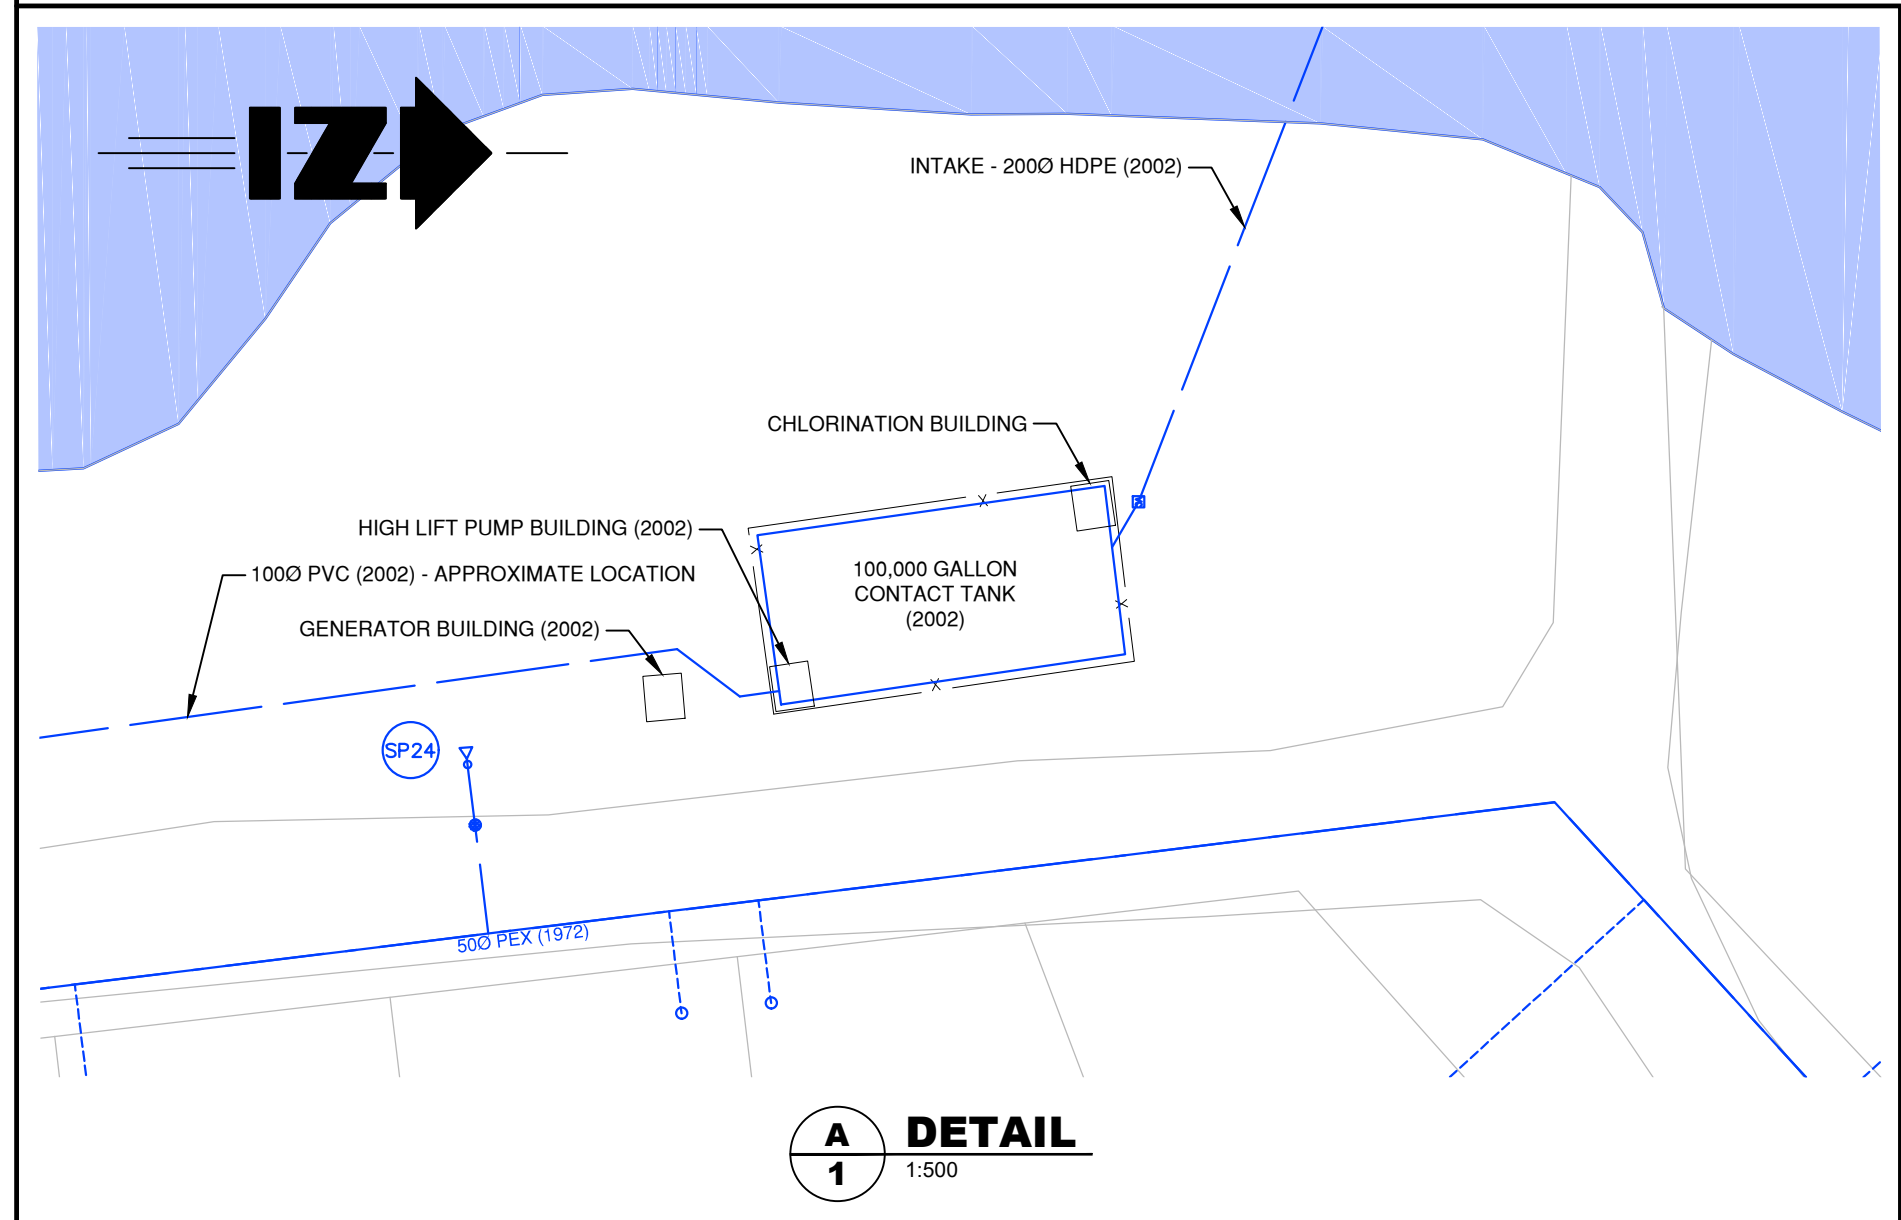 INTAKE - 200Ø HDPE (2002)
CHLORINATION BUILDING
HIGH LIFT PUMP BUILDING (2002)
100Ø PVC (2002) - APPROXIMATE LOCATION
100,000 GALLON
CONTACT TANK
(2002)
GENERATOR BUILDING (2002)
SP24
50Ø PEX (1972)
A
1
DETAIL
1:500